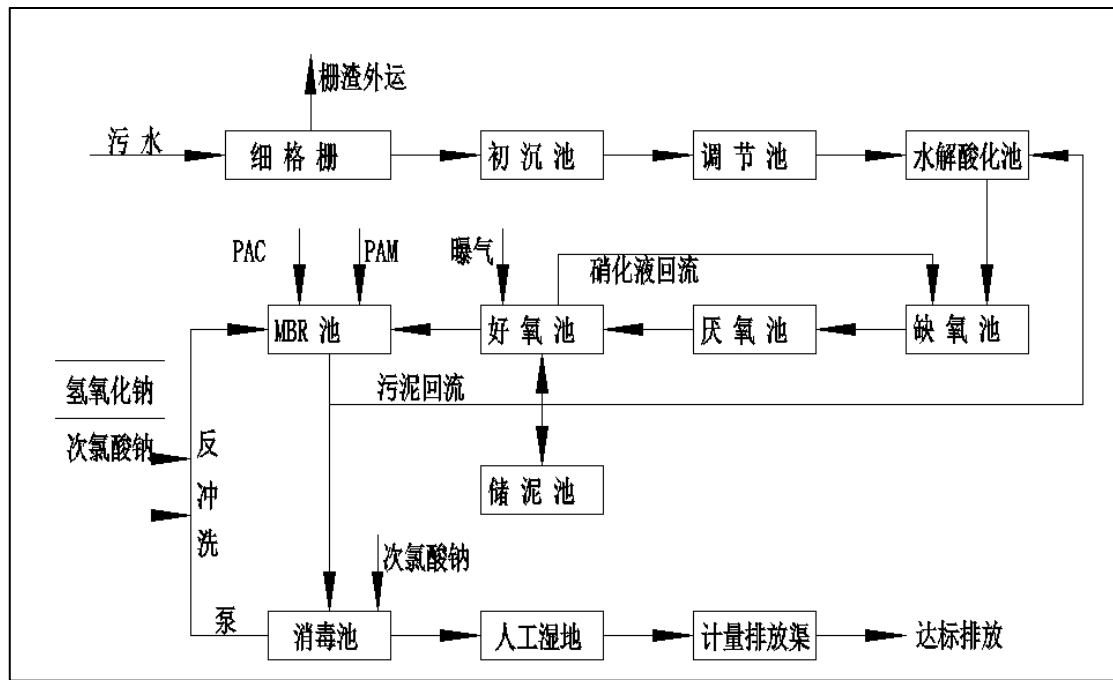 栅渣外运
污水
细格栅
初沉池
调节池
水解酸化池
PAC
PAM
曝气
硝化液回流
MBR池
好氧池
厌氧池
缺氧池
氢氧化钠
污泥回流
次氯酸钠
反冲洗
储泥池
次氯酸钠
泵
消毒池
人工湿地
计量排放渠
达标排放